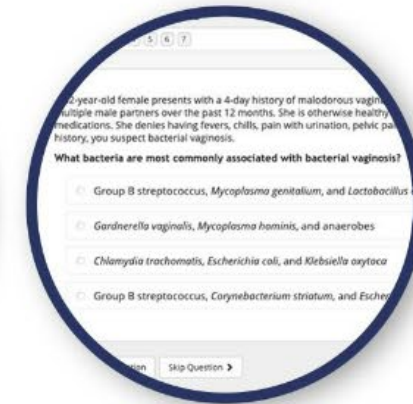 5 6 7
2-year-old female presents with a 4-day history of malodorous
multiple male partners over the past 12 months. She is otherwise healthy
medications. She denies having fevers, chills, pain with urination, pelvic
history, you suspect bacterial vaginosis.
What bacteria are most commonly associated with bacterial vaginosis?
Group B streptococcus, Mycoplasma genitalium, and Lactobacillus
Gardnerella vaginalis, Mycoplasma hominis, and anaerobes
Chlamydia trachomatis, Escherichia coli, and Klebsiella oxytoca
Group B streptococcus, Corynebacterium striatum, and
Skip Question